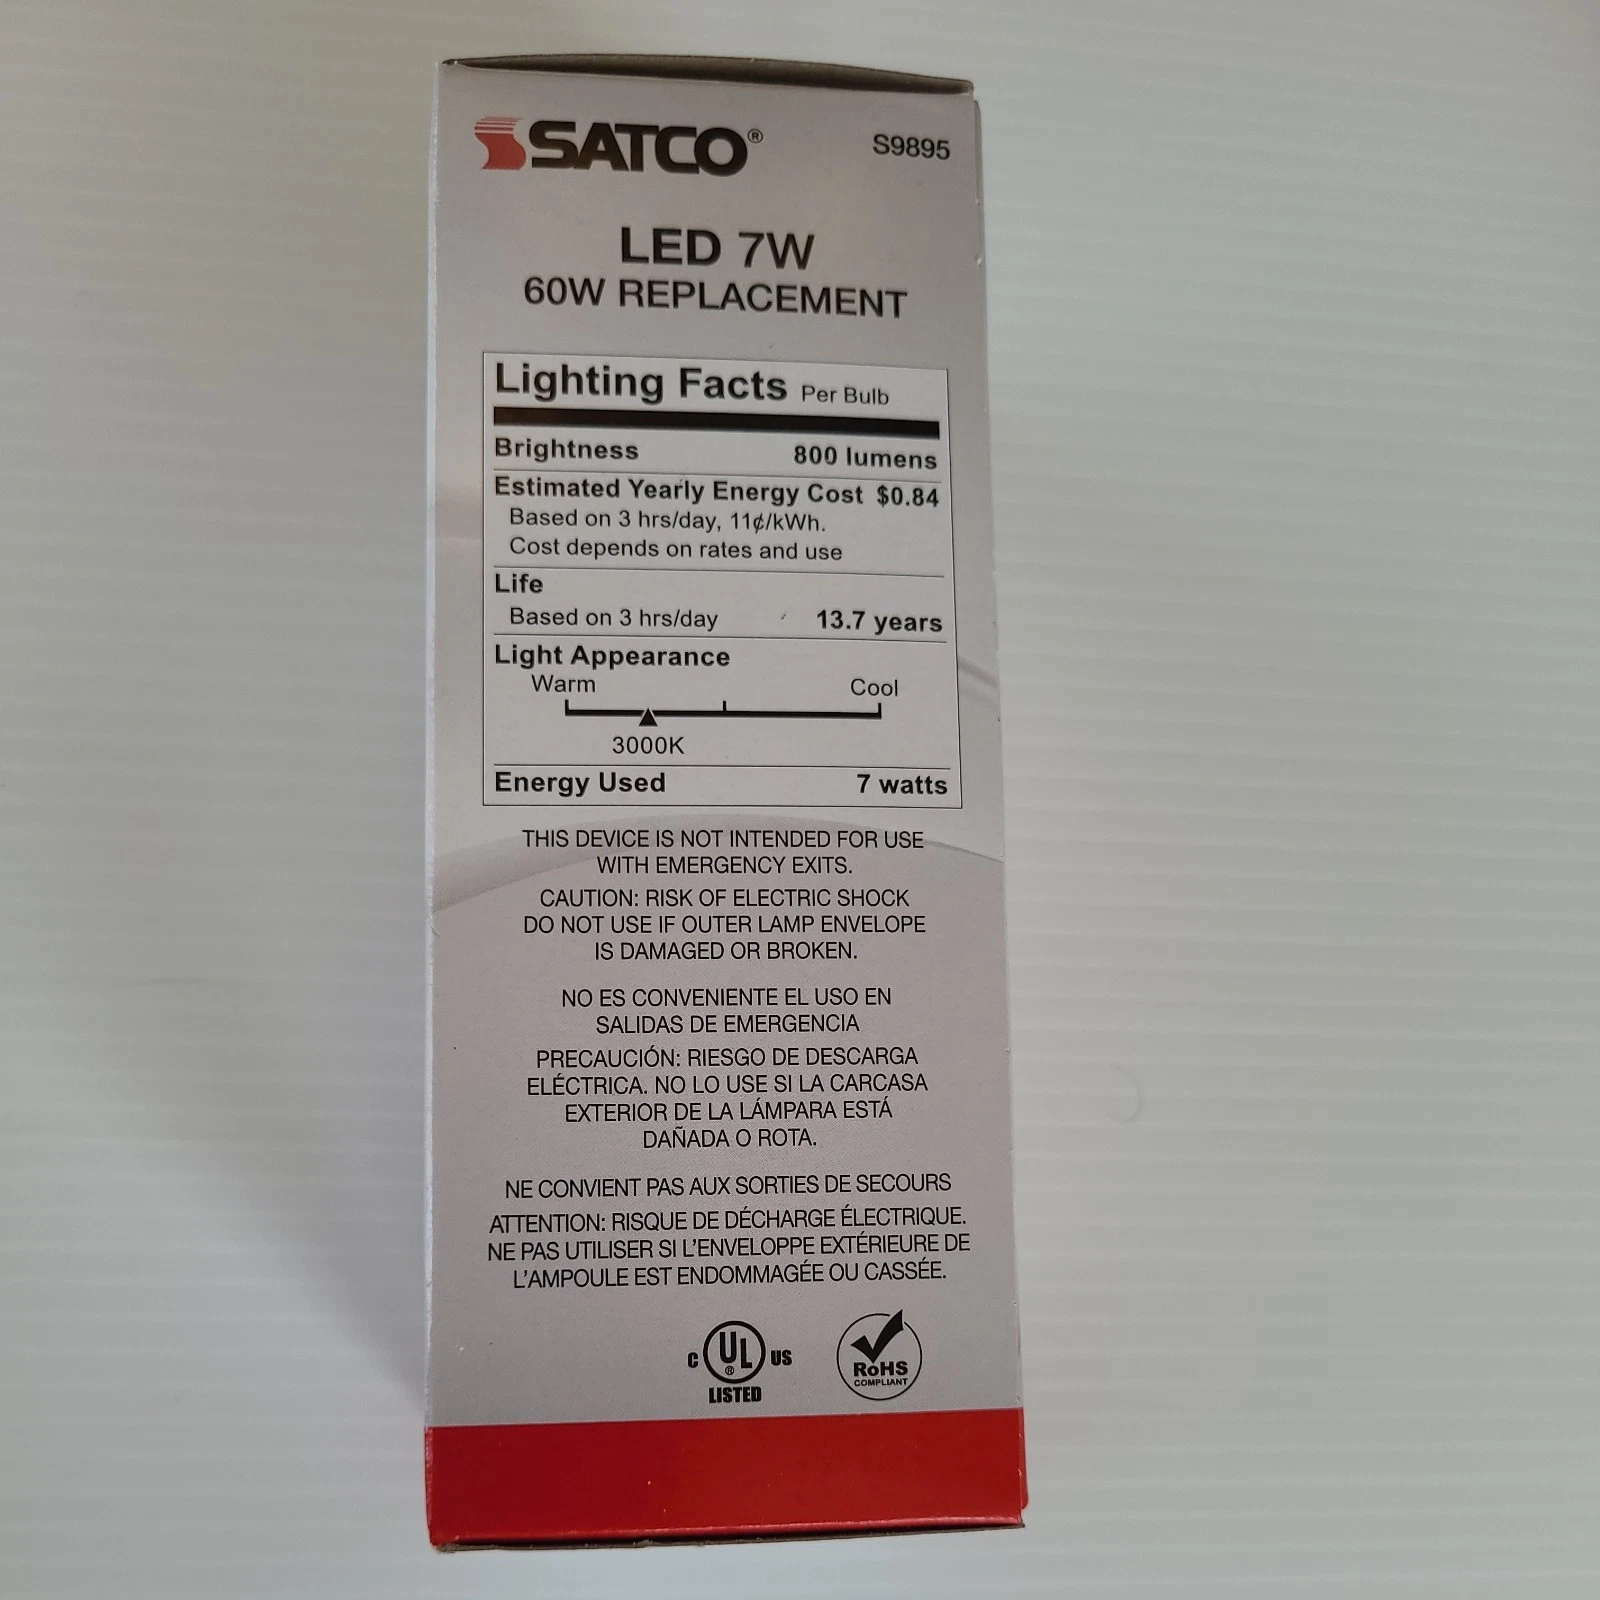 SATCO® S9895
LED 7W
60W REPLACEMENT
Lighting Facts Per Bulb
Brightness 800 lumens
Estimated Yearly Energy Cost $0.84
Based on 3 hrs/day, 11¢/kWh.
Cost depends on rates and use
Life
Based on 3 hrs/day 13.7 years
Light Appearance
Warm Cool
3000K
Energy Used 7 watts
THIS DEVICE IS NOT INTENDED FOR USE
WITH EMERGENCY EXITS.
CAUTION: RISK OF ELECTRIC SHOCK
DO NOT USE IF OUTER LAMP ENVELOPE
IS DAMAGED OR BROKEN.
NO ES CONVENIENTE EL USO EN
SALIDAS DE EMERGENCIA
PRECAUCIÓN: RIESGO DE DESCARGA
ELÉCTRICA. NO LO USE SI LA CARCASA
EXTERIOR DE LA LÁMPARA ESTÁ
DAÑADA O ROTA.
NE CONVIENT PAS AUX SORTIES DE SECOURS
ATTENTION: RISQUE DE DÉCHARGE ÉLECTRIQUE.
NE PAS UTILISER SI L'ENVELOPPE EXTÉRIEURE DE
L'AMPOULE EST ENDOMMAGÉE OU CASSÉE.
C UL® US
LISTED
RoHS
COMPLIANT